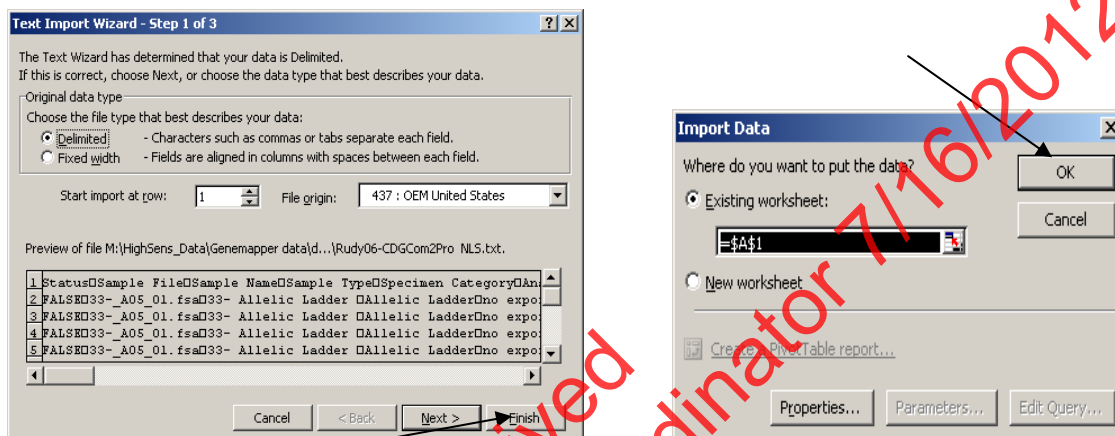 Text Import Wizard - Step 1 of 3
The Text Wizard has determined that your data is Delimited.
If this is correct, choose Next, or choose the data type that best describes your data.
Original data type
Choose the file type that best describes your data:
Delimited - Characters such as commas or tabs separate each field.
Fixed width - Fields are aligned in columns with spaces between each field.
Start import at row: 1 File origin: 437 : OEM United States
Preview of file M:\HighSens_Data\Genemapper data\d...\Rudy06-CDGCom2Pro NLS.txt.
1 Status□Sample File□Sample Name□Sample Type□Specimen Category□An
2 FALSE□33-_A05_01.fsa□33- Allelic Ladder □Allelic Ladder□no expo
3 FALSE□33-_A05_01.fsa□33- Allelic Ladder □Allelic Ladder□no expo
4 FALSE□33-_A05_01.fsa□33- Allelic Ladder □Allelic Ladder□no expo
5 FALSE□33-_A05_01.fsa□33- Allelic Ladder □Allelic Ladder□no expo
Cancel < Back Next > Finish
Import Data
Where do you want to put the data?
Existing worksheet:
=$A$1
New worksheet
Create a PivotTable report...
OK
Cancel
Properties... Parameters... Edit Query...
ived
dinator 7/16/2012